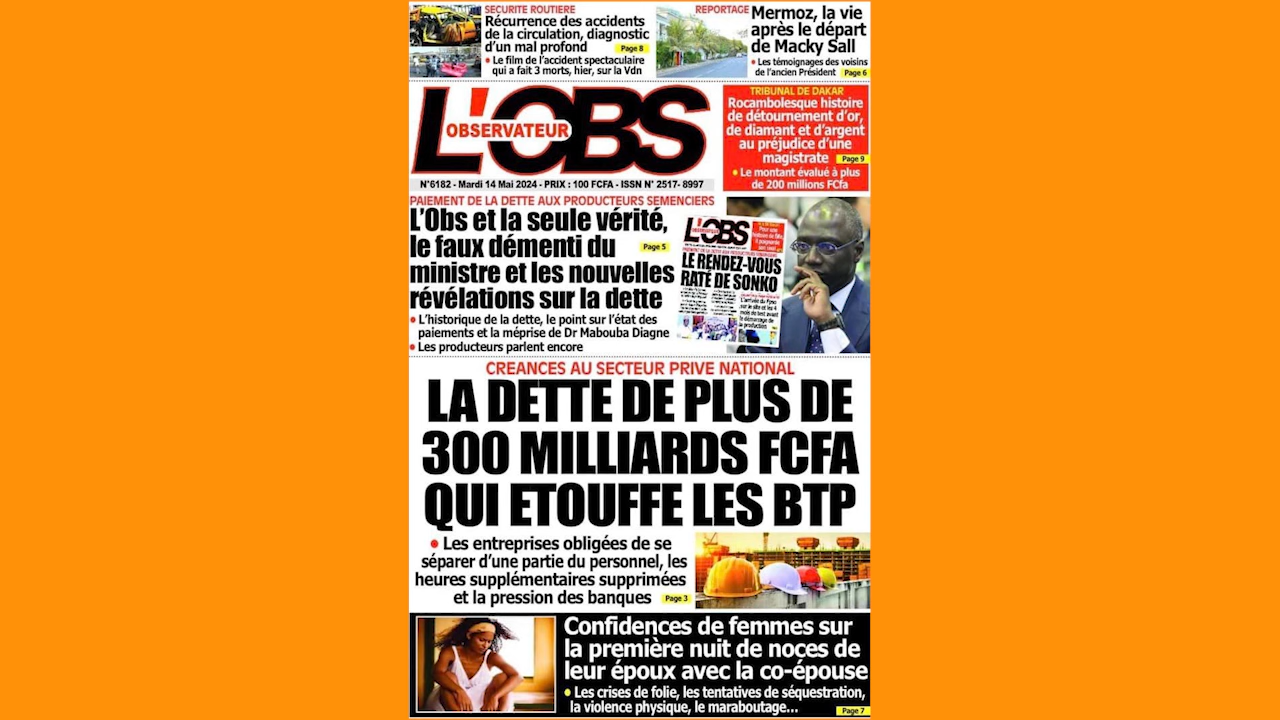 SECURITE ROUTIERE
Récurrence des accidents
de la circulation, diagnostic
d'un mal profond Page 8
• Le film de l'accident spectaculaire
qui a fait 3 morts, hier, sur la Vdn
REPORTAGE
Mermoz, la vie
après le départ
de Macky Sall
• Les témoignages des voisins
de l'ancien Président Page 6
L'OBS
OBSERVATEUR
N°6182 - Mardi 14 Mai 2024 - PRIX : 100 FCFA - ISSN N° 2517- 8997
TRIBUNAL DE DAKAR
Rocambolesque histoire
de détournement d'or,
de diamant et d'argent
au préjudice d'une
magistrate Page 9
• Le montant évalué à plus
de 200 millions FCfa
PAIEMENT DE LA DETTE AUX PRODUCTEURS SEMENCIERS
L'Obs et la seule vérité,
le faux démenti du Page 5
ministre et les nouvelles
révélations sur la dette
• L'historique de la dette, le point sur l'état des
paiements et la méprise de Dr Mabouba Diagne
• Les producteurs parlent encore
L'OBS
OBSERVATEUR
LE RENDEZ-VOUS
RATÉ DE SONKO
CREANCES AU SECTEUR PRIVE NATIONAL
LA DETTE DE PLUS DE
300 MILLIARDS FCFA
QUI ETOUFFE LES BTP
• Les entreprises obligées de se
séparer d'une partie du personnel, les
heures supplémentaires supprimées
et la pression des banques Page 3
Confidences de femmes sur
la première nuit de noces de
leur époux avec la co-épouse
• Les crises de folie, les tentatives de séquestration,
la violence physique, le maraboutage... Page 7